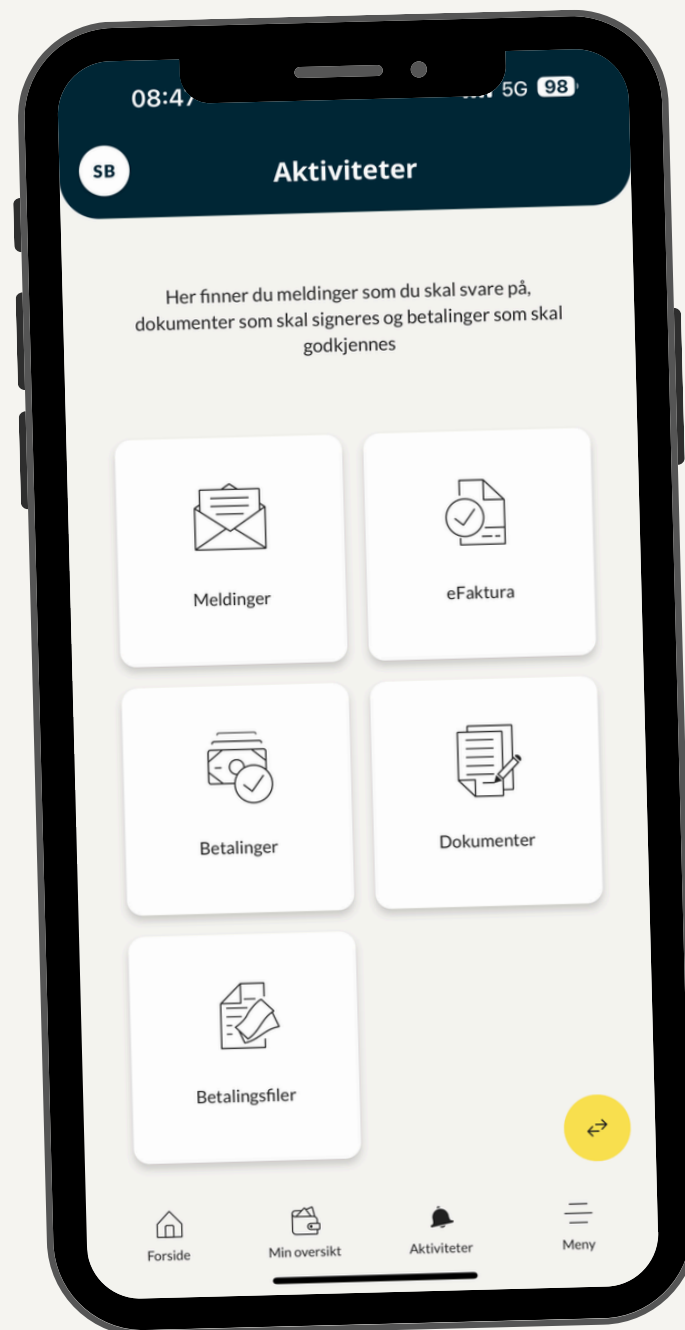 08:47
5G 98
SB
Aktiviteter
Her finner du meldinger som du skal svare på,
dokumenter som skal signeres og betalinger som skal
godkjennes
Meldinger
eFaktura
Betalinger
Dokumenter
Betalingsfiler
Forside
Min oversikt
Aktiviteter
Meny